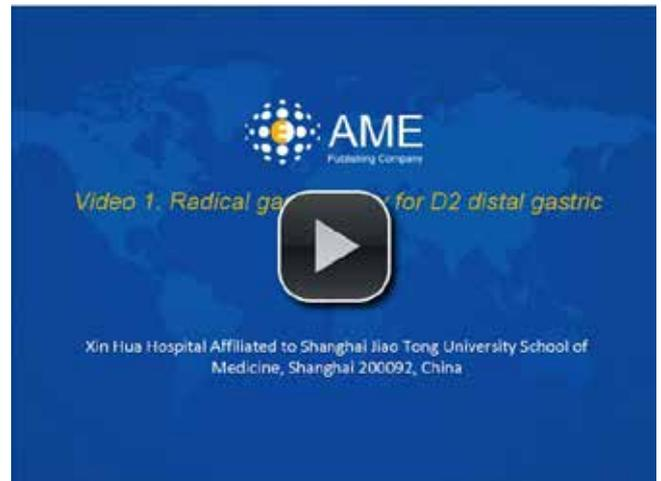 AME
Publishing Company
Video 1. Radical ga for D2 distal gastric
Xin Hua Hospital Affiliated to Shanghai Jiao Tong University School of
Medicine, Shanghai 200092, China